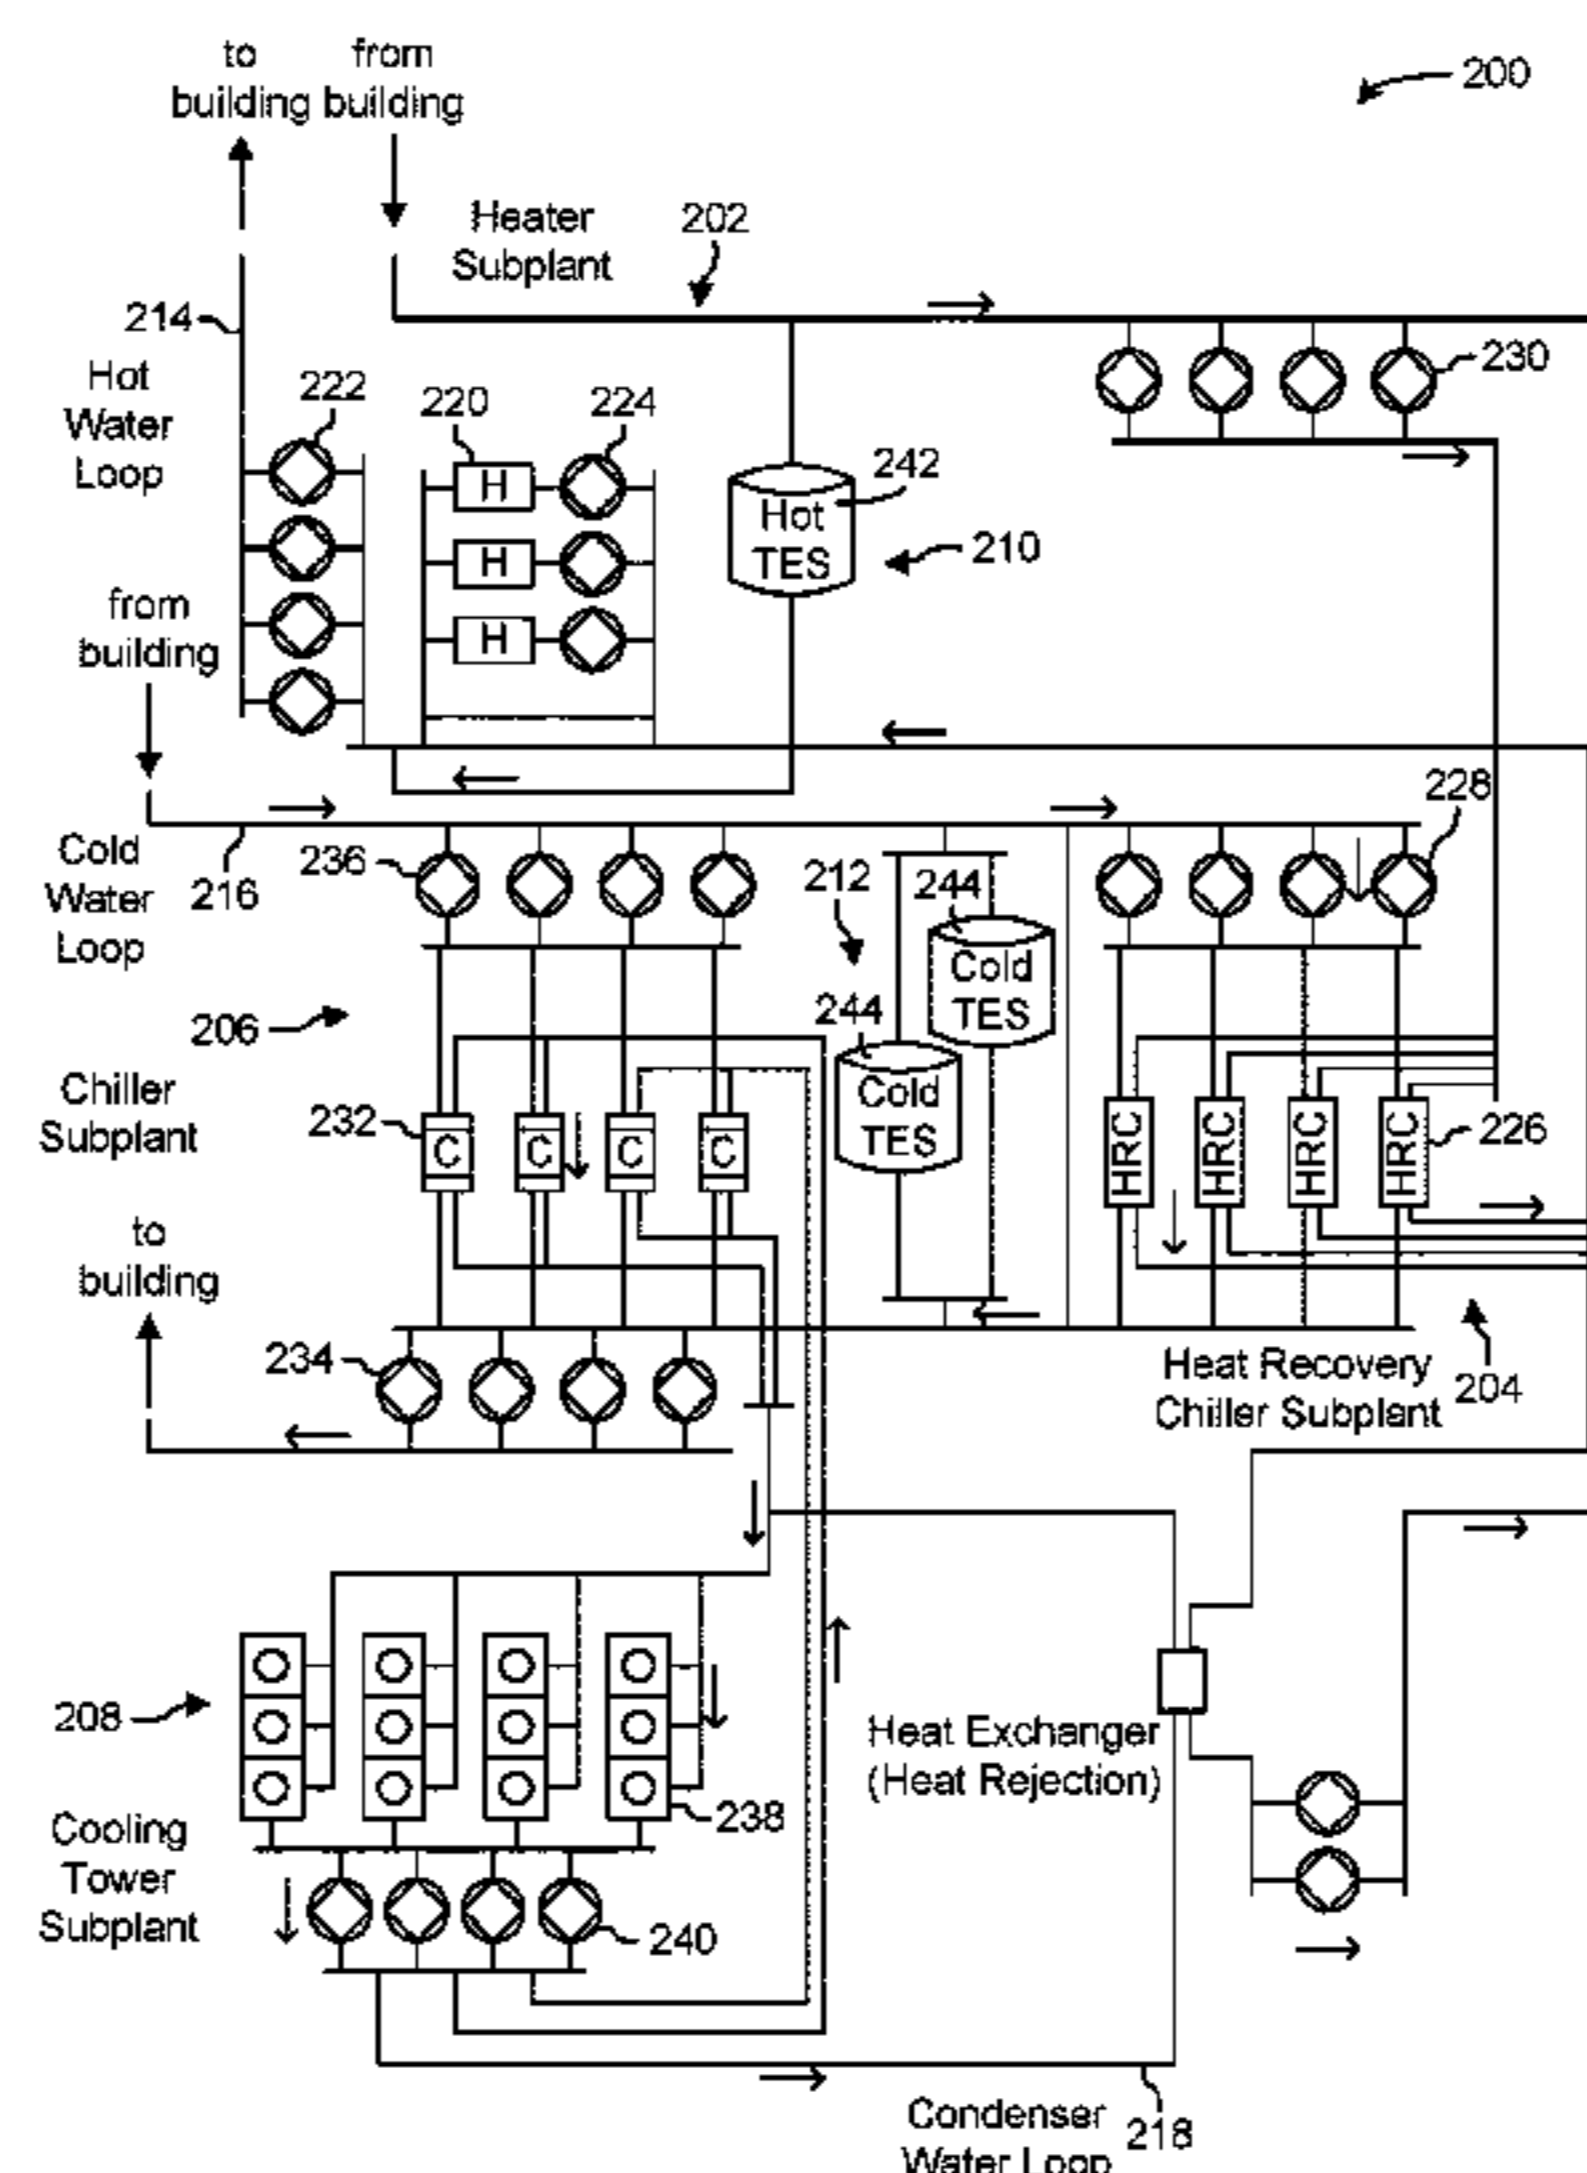 to from
building building
200
Heater
Subplant
202
214
Hot
Water
Loop
222
220
224
230
242
Hot
TES
210
H
H
H
from
building
228
Cold
Water
Loop
216
236
212
244
Cold
TES
244
Cold
TES
206
Chiller
Subplant
232
C
C
C
C
HRC
HRC
HRC
HRC
226
to
building
234
Heat Recovery
Chiller Subplant
204
208
Heat Exchanger
(Heat Rejection)
238
Cooling
Tower
Subplant
240
Condenser
Water Loop
218